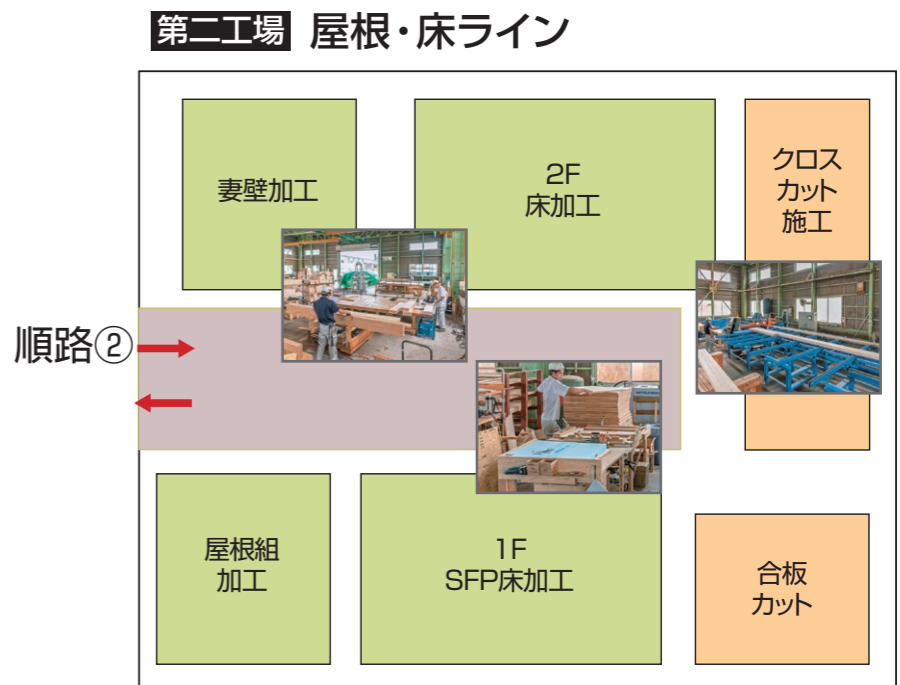 第二工場 屋根・床ライン
妻壁加工
2F
床加工
クロス
カット
施工
順路②
屋根組
加工
1F
SFP床加工
合板
カット